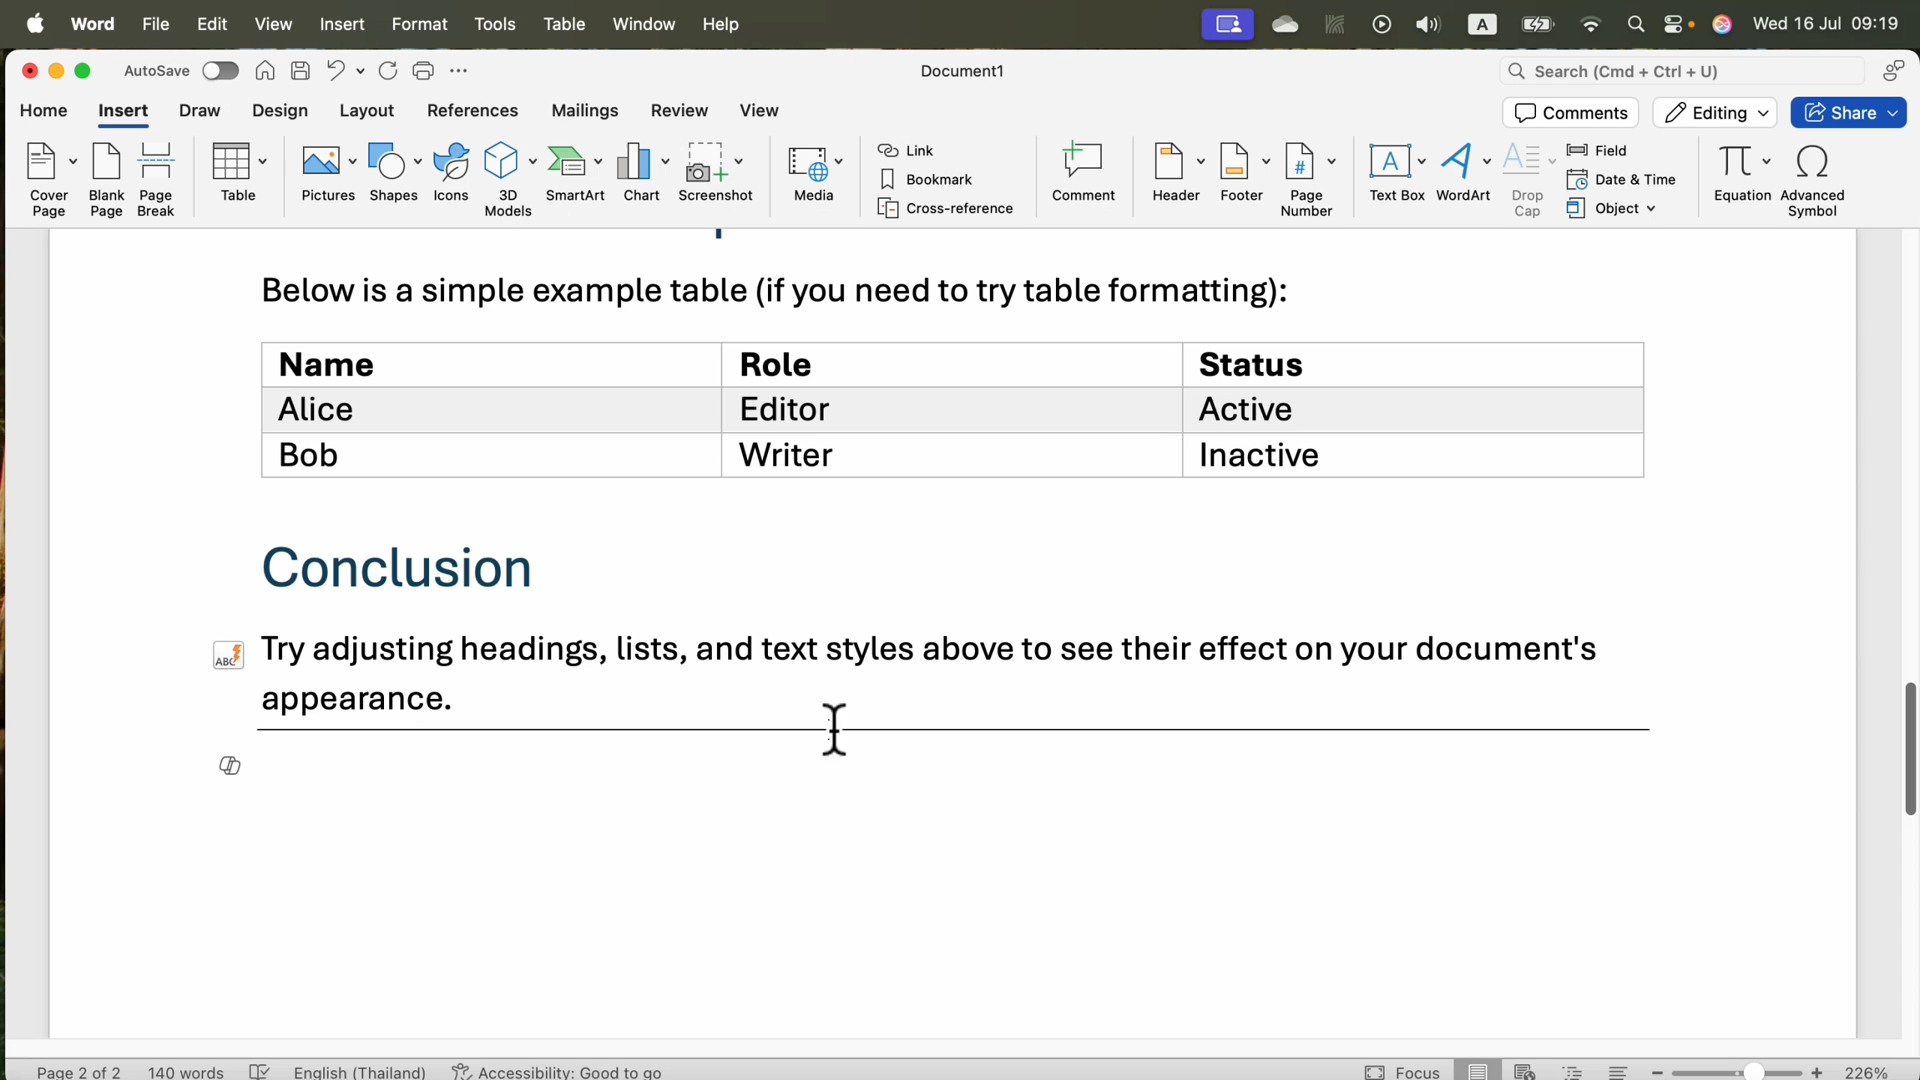 Word File Edit View Insert Format Tools Table Window Help A Wed 16 Jul 09:19
AutoSave Document1 Search (Cmd + Ctrl + U)
Home Insert Draw Design Layout References Mailings Review View Comments Editing Share
Cover Page
Blank Page
Page Break
Table
Pictures
Shapes
Icons
3D Models
SmartArt
Chart
Screenshot
Media
Link
Bookmark
Cross-reference
Comment
Header
Footer
Page Number
Text Box
WordArt
Drop Cap
Field
Date & Time
Object
Equation
Advanced Symbol
Below is a simple example table (if you need to try table formatting):
Name Role Status
Alice Editor Active
Bob Writer Inactive
Conclusion
Try adjusting headings, lists, and text styles above to see their effect on your document's
appearance.
Page 2 of 2 140 words English (Thailand) Accessibility: Good to go Focus 226%